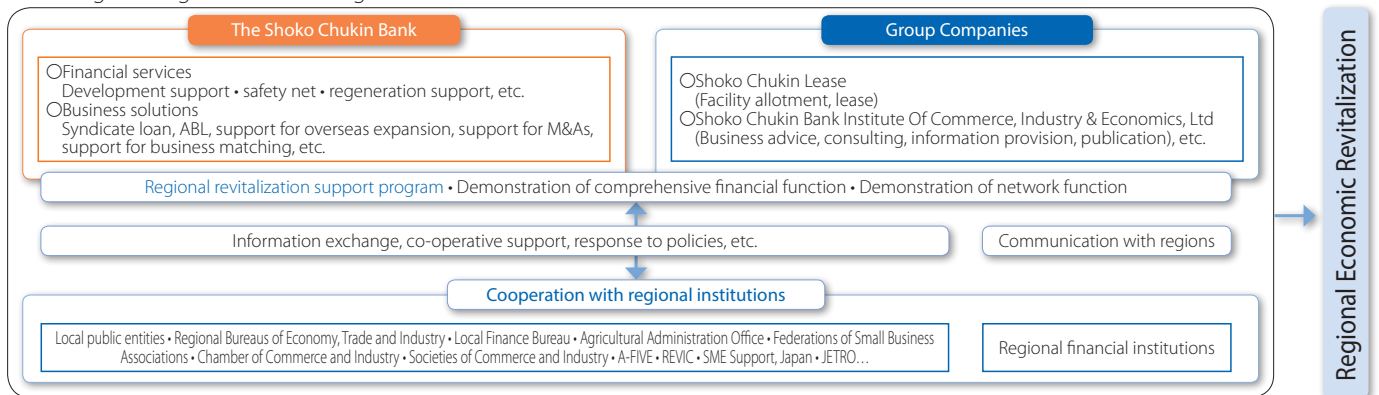 The Shoko Chukin Bank
○Financial services
Development support • safety net • regeneration support, etc.
○Business solutions
Syndicate loan, ABL, support for overseas expansion, support for M&As,
support for business matching, etc.
Group Companies
○Shoko Chukin Lease
(Facility allotment, lease)
○Shoko Chukin Bank Institute Of Commerce, Industry & Economics, Ltd
(Business advice, consulting, information provision, publication), etc.
Regional revitalization support program • Demonstration of comprehensive financial function • Demonstration of network function
Information exchange, co-operative support, response to policies, etc.
Communication with regions
Cooperation with regional institutions
Local public entities • Regional Bureaus of Economy, Trade and Industry • Local Finance Bureau • Agricultural Administration Office • Federations of Small Business
Associations • Chamber of Commerce and Industry • Societies of Commerce and Industry • A-FIVE • REVIC • SME Support, Japan • JETRO…
Regional financial institutions
Regional Economic Revitalization